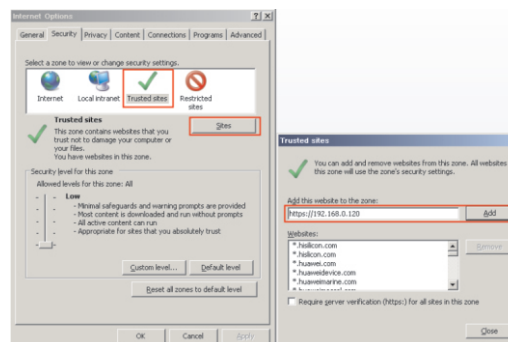 Internet Options
General Security Privacy Content Connections Programs Advanced
Select a zone to view or change security settings.
Internet
Local intranet
Trusted sites
Restricted
sites
Trusted sites
This zone contains websites that you
trust not to damage your computer or
your files.
You have websites in this zone.
Sites
Security level for this zone
Allowed levels for this zone: All
Low
- Minimal safeguards and warning prompts are provided
- Most content is downloaded and run without prompts
- All active content can run
- Appropriate for sites that you absolutely trust
Custom level...
Default level
Reset all zones to default level
OK
Cancel
Apply
Trusted sites
You can add and remove websites from this zone. All websites
this zone will use the zone's security settings.
Add this website to the zone:
https://192.168.0.120
Add
Websites:
*.hisilicon.com
*.hislicon.com
*.huawei.com
*.huaweidevice.com
*.huaweimarine.com
Remove
Require server verification (https:) for all sites in this zone
Close